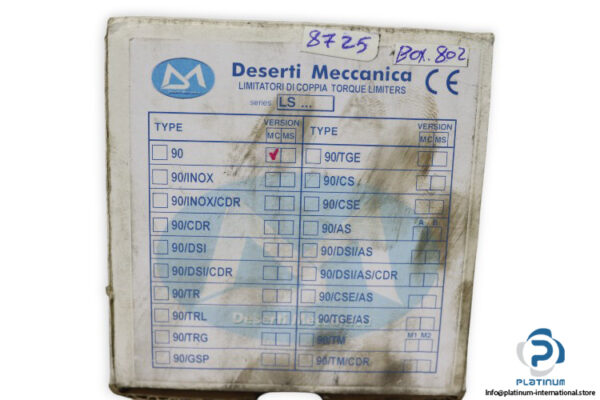 8725
BOX.802
Deserti Meccanica CE
LIMITATORI DI COPPIA TORQUE LIMITERS
series LS ...
TYPE VERSION MC MS
90 ✓
90/INOX
90/INOX/CDR
90/CDR
90/DSI
90/DSI/CDR
90/TR
90/TRL
90/TRG
90/GSP
TYPE VERSION MC MS
90/TGE
90/CS
90/CSE
90/AS A B
90/DSI/AS
90/DSI/AS/CDR
90/CSE/AS
90/TGE/AS
90/TM M1 M2
90/TM/CDR
Deserti Meccanica
PLATINUM
Info@platinum-international.store